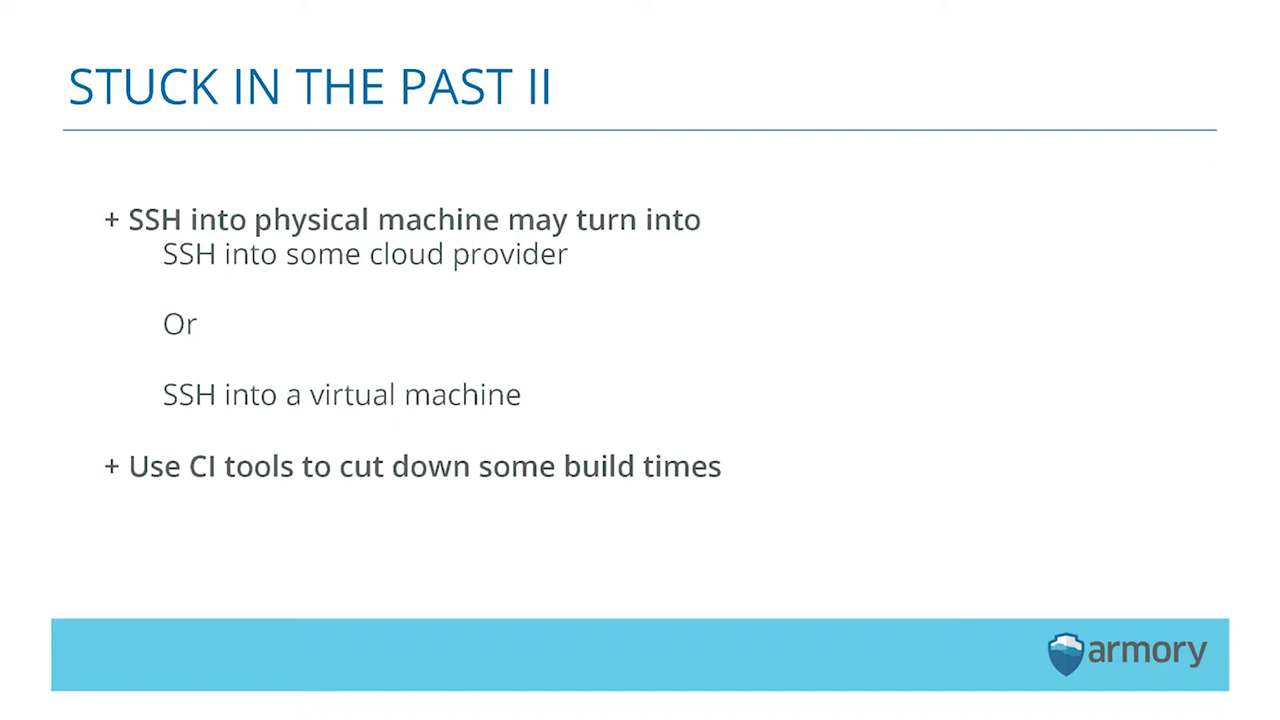 STUCK IN THE PAST II
+ SSH into physical machine may turn into
SSH into some cloud provider
Or
SSH into a virtual machine
+ Use CI tools to cut down some build times
armory